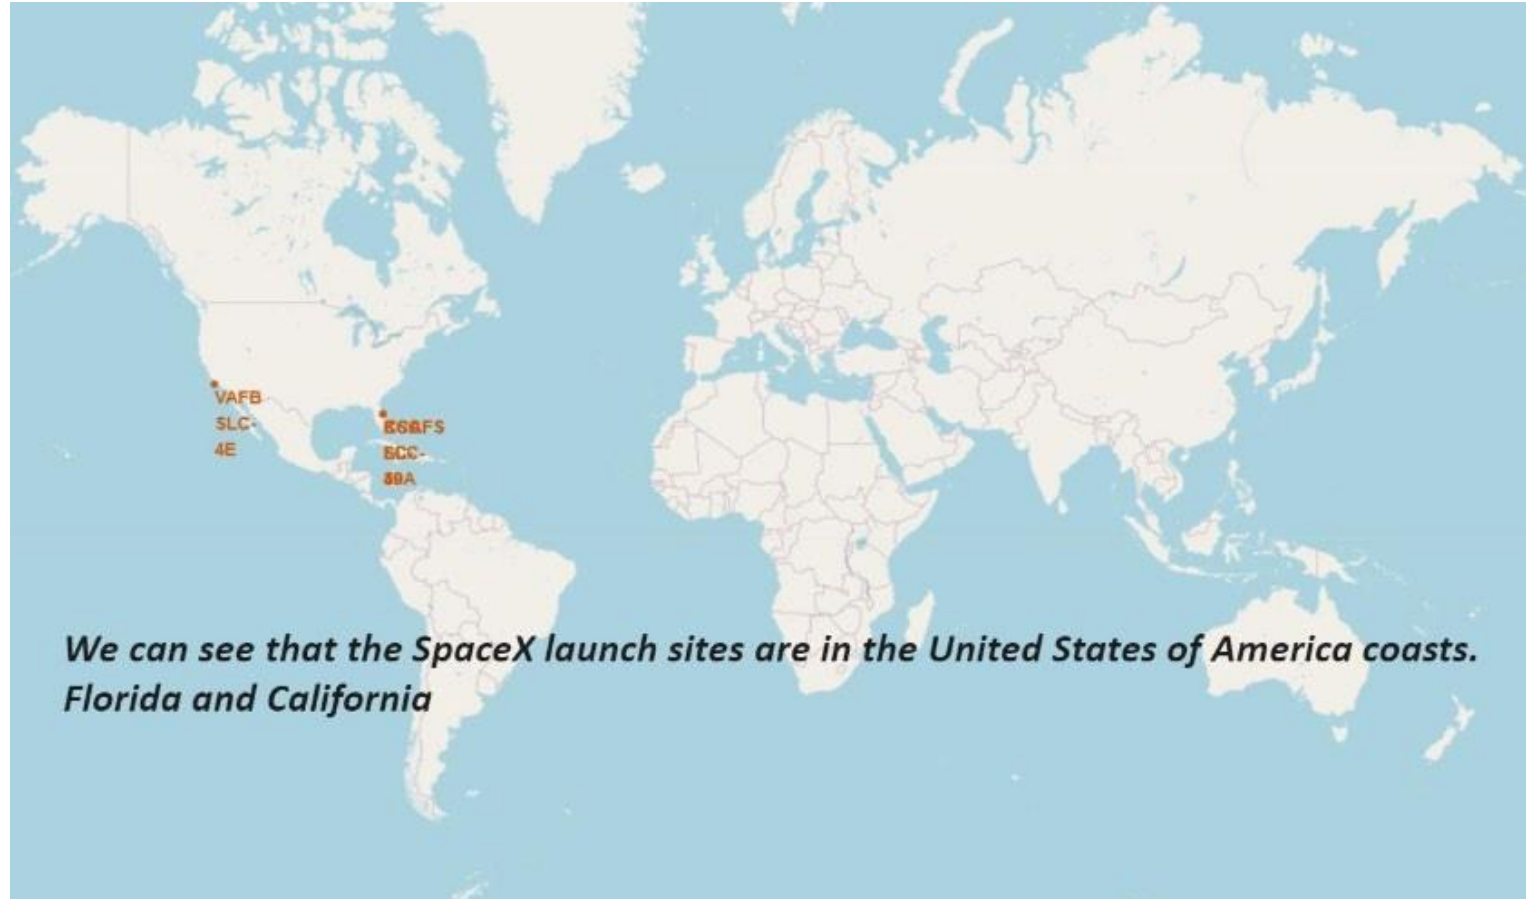 VAFB
SLC-
4E
We can see that the SpaceX launch sites are in the United States of America coasts.
Florida and California